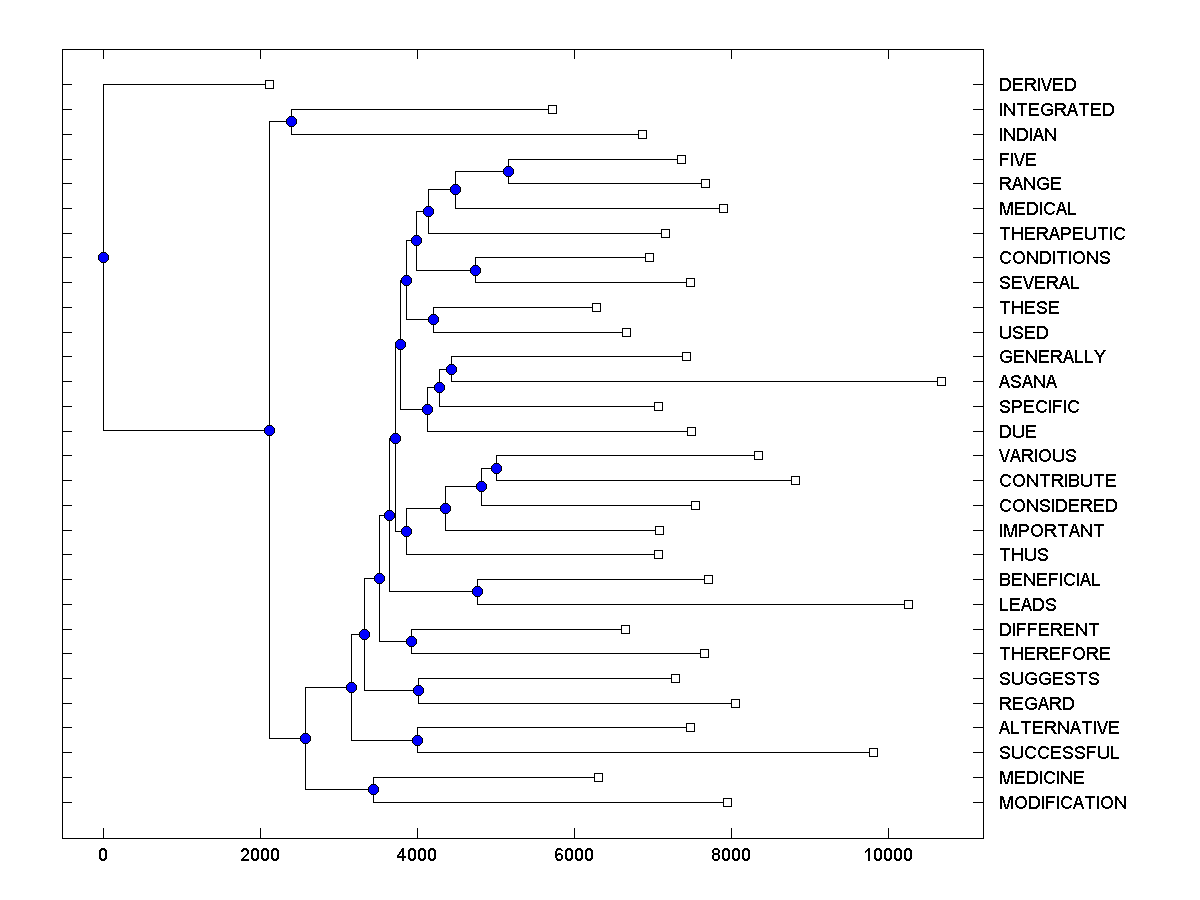 DERIVED
INTEGRATED
INDIAN
FIVE
RANGE
MEDICAL
THERAPEUTIC
CONDITIONS
SEVERAL
THESE
USED
GENERALLY
ASANA
SPECIFIC
DUE
VARIOUS
CONTRIBUTE
CONSIDERED
IMPORTANT
THUS
BENEFICIAL
LEADS
DIFFERENT
THEREFORE
SUGGESTS
REGARD
ALTERNATIVE
SUCCESSFUL
MEDICINE
MODIFICATION
0 2000 4000 6000 8000 10000